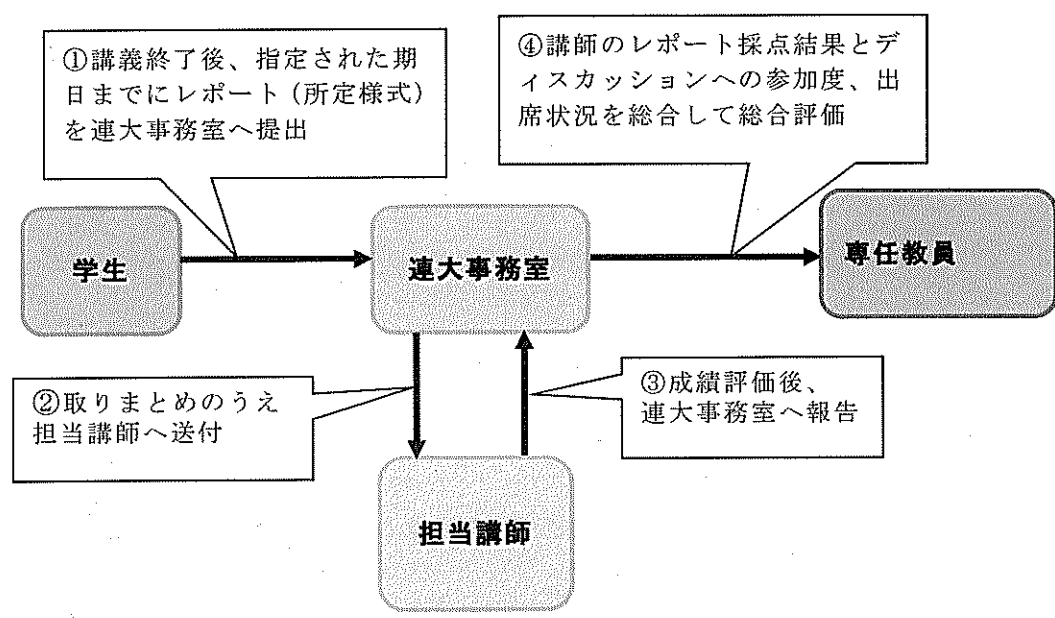 ①講義終了後、指定された期
日までにレポート（所定様式）
を連大事務室へ提出
④講師のレポート採点結果とデ
ィスカッションへの参加度、出
席状況を総合して総合評価
学生
連大事務室
専任教員
②取りまとめのうえ
担当講師へ送付
③成績評価後、
連大事務室へ報告
担当講師